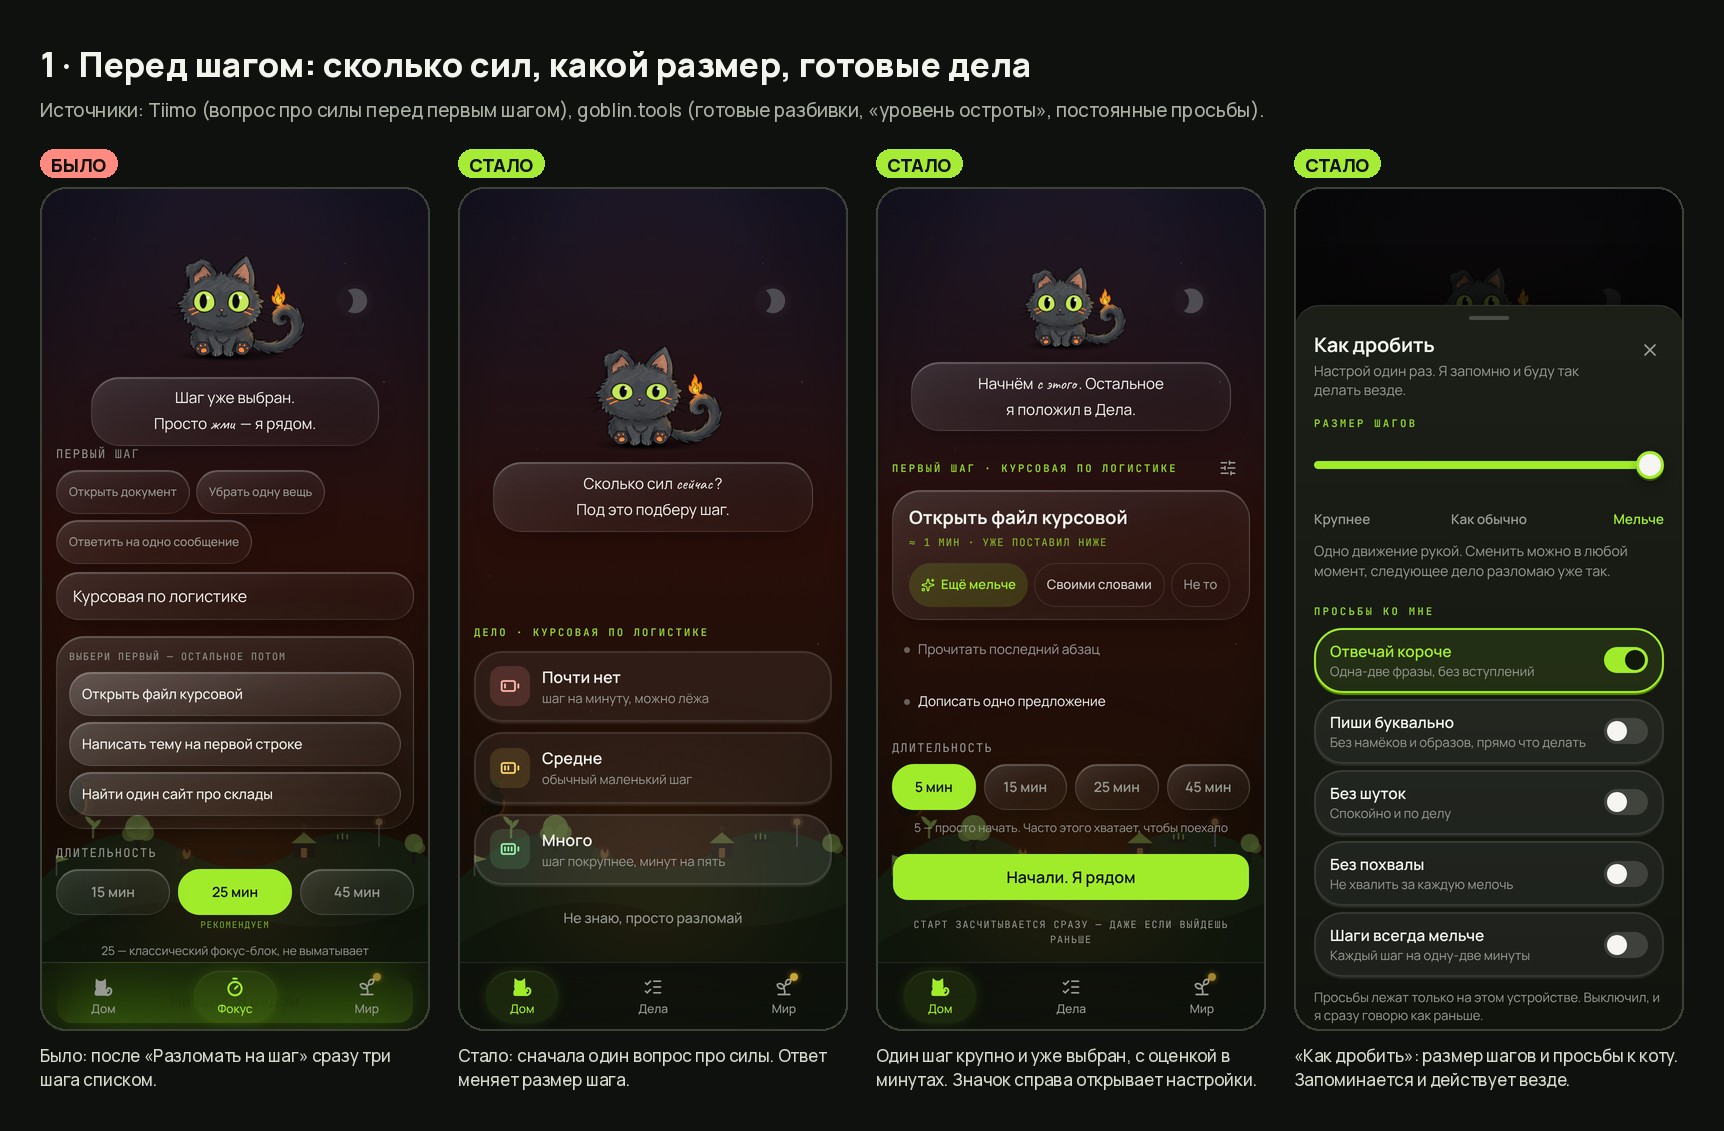 1 · Перед шагом: сколько сил, какой размер, готовые дела
Источники: Tiimo (вопрос про силы перед первым шагом), goblin.tools (готовые разбивки, «уровень остроты», постоянные просьбы).
БЫЛО
Шаг уже выбран.
Просто жми — я рядом.
ПЕРВЫЙ ШАГ
Открыть документ
Убрать одну вещь
Ответить на одно сообщение
Курсовая по логистике
ВЫБЕРИ ПЕРВЫЙ — ОСТАЛЬНОЕ ПОТОМ
Открыть файл курсовой
Написать тему на первой строке
Найти один сайт про склады
ДЛИТЕЛЬНОСТЬ
15 мин
25 мин
45 мин
РЕКОМЕНДУЕМ
25 — классический фокус-блок, не выматывает
Дом
Фокус
Мир
Было: после «Разломать на шаг» сразу три
шага списком.
СТАЛО
Сколько сил сейчас?
Под это подберу шаг.
ДЕЛО · КУРСОВАЯ ПО ЛОГИСТИКЕ
Почти нет
шаг на минуту, можно лёжа
Средне
обычный маленький шаг
Много
шаг покрупнее, минут на пять
Не знаю, просто разломай
Дом
Дела
Мир
Стало: сначала один вопрос про силы. Ответ
меняет размер шага.
СТАЛО
Начнём с этого. Остальное
я положил в Дела.
ПЕРВЫЙ ШАГ · КУРСОВАЯ ПО ЛОГИСТИКЕ
Открыть файл курсовой
≈ 1 МИН · УЖЕ ПОСТАВИЛ НИЖЕ
Ещё мельче
Своими словами
Не то
Прочитать последний абзац
Дописать одно предложение
ДЛИТЕЛЬНОСТЬ
5 мин
15 мин
25 мин
45 мин
5 — просто начать. Часто этого хватает, чтобы поехало
Начали. Я рядом
СТАРТ ЗАСЧИТЫВАЕТСЯ СРАЗУ — ДАЖЕ ЕСЛИ ВЫЙДЕШЬ
РАНЬШЕ
Дом
Дела
Мир
Один шаг крупно и уже выбран, с оценкой в
минутах. Значок справа открывает настройки.
СТАЛО
Как дробить
Настрой один раз. Я запомню и буду так
делать везде.
РАЗМЕР ШАГОВ
Крупнее
Как обычно
Мельче
Одно движение рукой. Сменить можно в любой
момент, следующее дело разломаю уже так.
ПРОСЬБЫ КО МНЕ
Отвечай короче
Одна-две фразы, без вступлений
Пиши буквально
Без намёков и образов, прямо что делать
Без шуток
Спокойно и по делу
Без похвалы
Не хвалить за каждую мелочь
Шаги всегда мельче
Каждый шаг на одну-две минуты
Просьбы лежат только на этом устройстве. Выключил, и
я сразу говорю как раньше.
«Как дробить»: размер шагов и просьбы к коту.
Запоминается и действует везде.